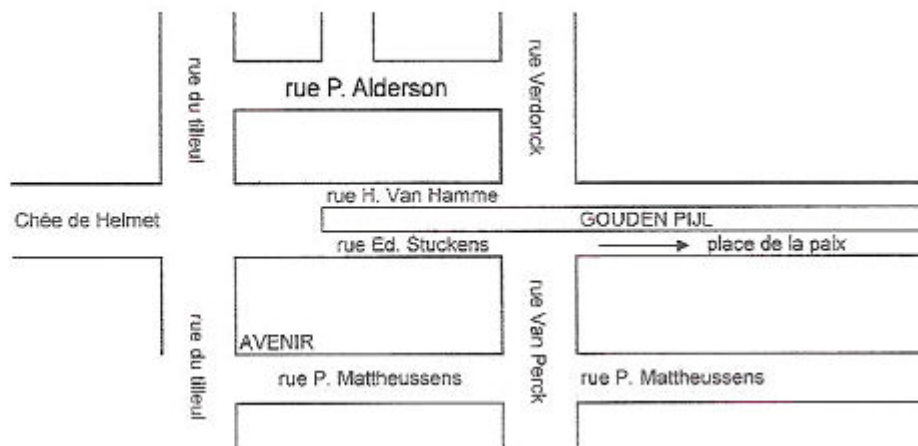 rue du tilleul
rue P. Alderson
rue Verdonck
rue H. Van Hamme
Chée de Helmet
GOUDEN PIJL
rue Ed. Stuckens
place de la paix
rue du tilleul
AVENIR
rue Van Perck
rue P. Mattheussens
rue P. Mattheussens